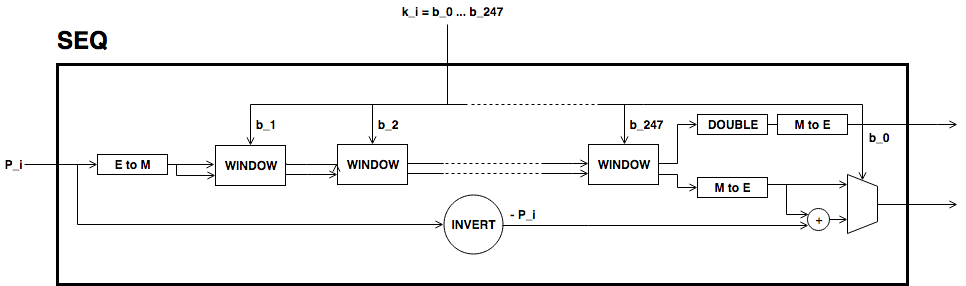 k_i = b_0 ... b_247
SEQ
b_1
b_2
b_247
DOUBLE
M to E
b_0
P_i
E to M
WINDOW
WINDOW
WINDOW
M to E
INVERT
- P_i
+